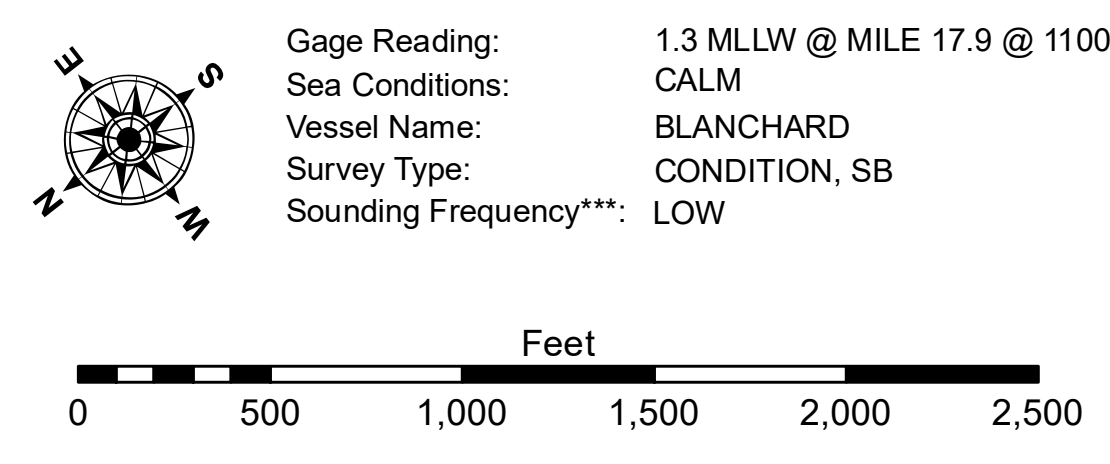 E S
N W
Gage Reading: 1.3 MLLW @ MILE 17.9 @ 1100
Sea Conditions: CALM
Vessel Name: BLANCHARD
Survey Type: CONDITION, SB
Sounding Frequency***: LOW
Feet
0 500 1,000 1,500 2,000 2,500